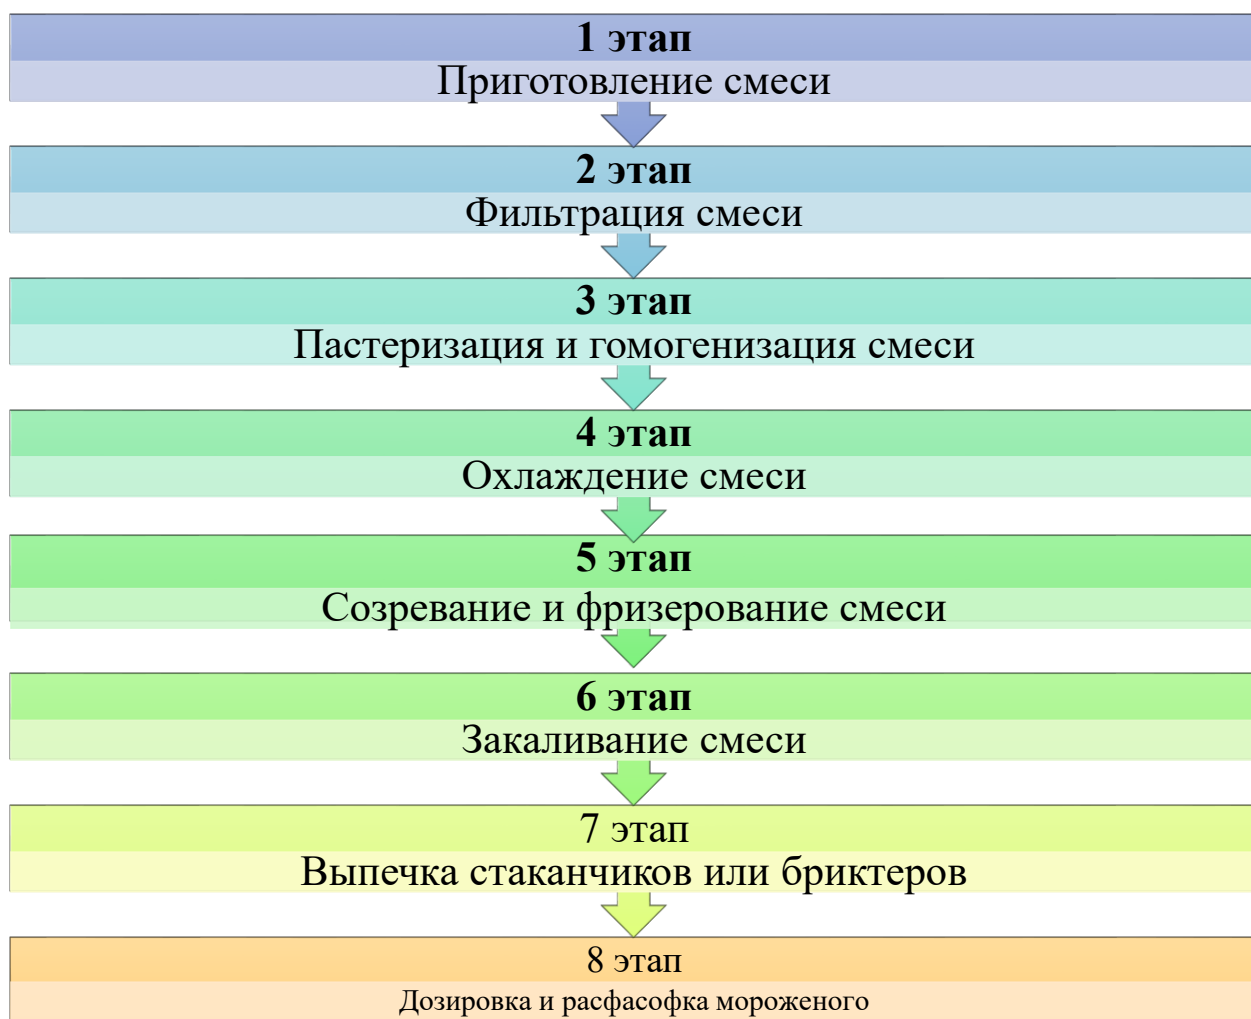 1 этап
Приготовление смеси
2 этап
Фильтрация смеси
3 этап
Пастеризация и гомогенизация смеси
4 этап
Охлаждение смеси
5 этап
Созревание и фризерование смеси
6 этап
Закаливание смеси
7 этап
Выпечка стаканчиков или бриктеров
8 этап
Дозировка и расфасофка мороженого